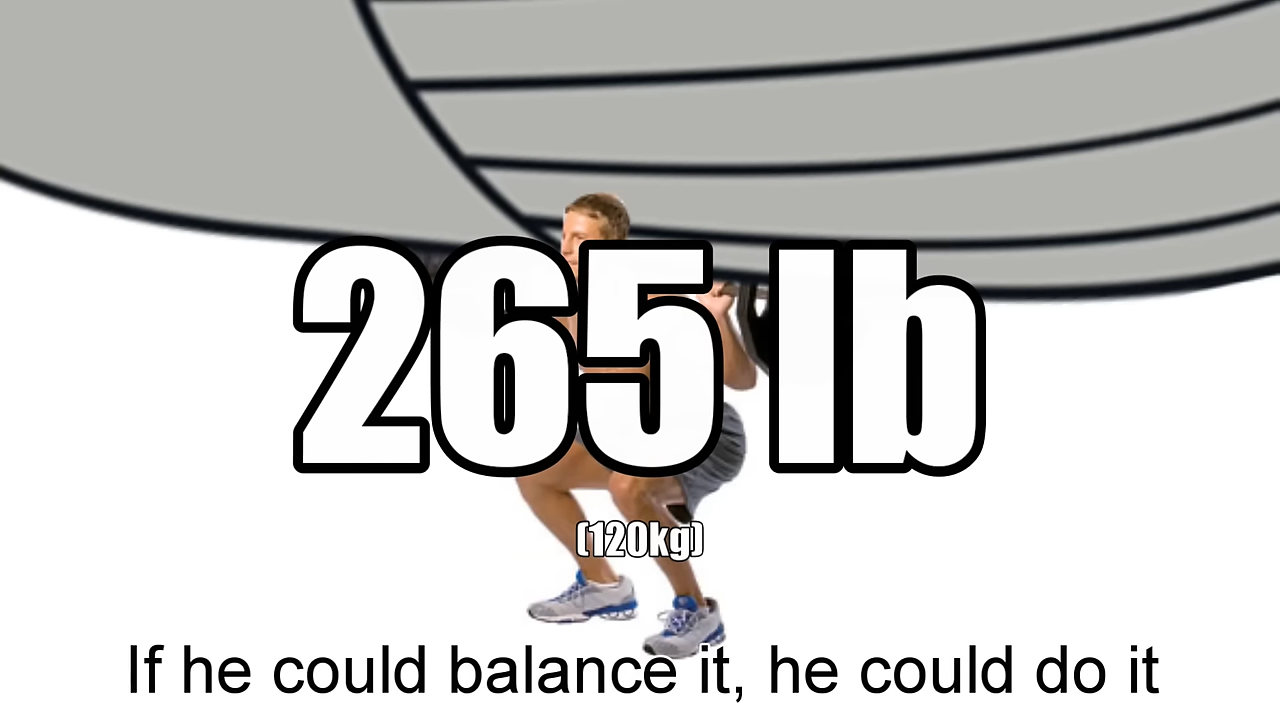 265 lb
(120kg)
If he could balance it, he could do it